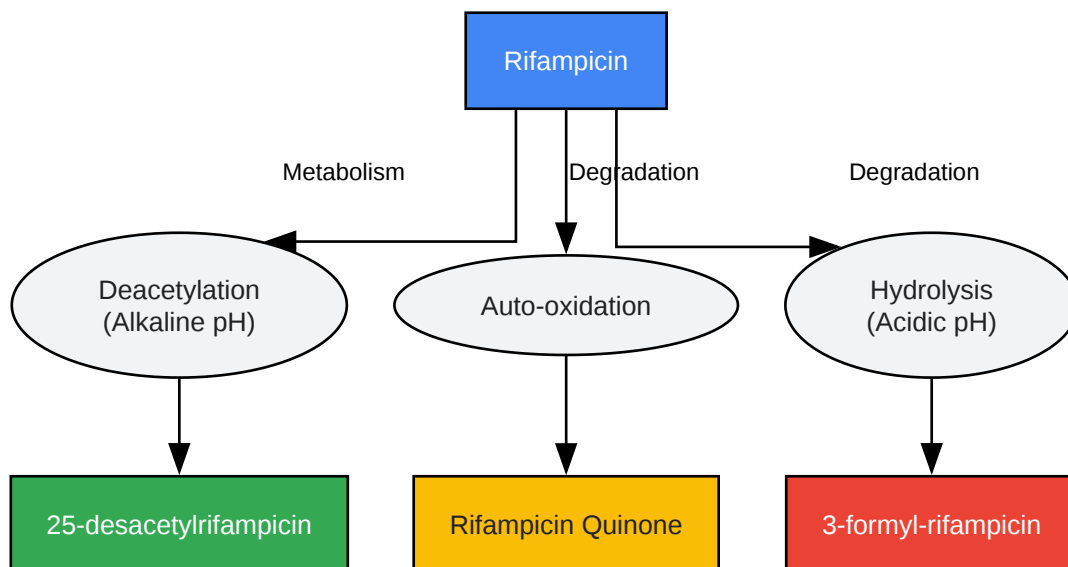 Rifampicin
Metabolism
Degradation
Degradation
Deacetylation
(Alkaline pH)
Auto-oxidation
Hydrolysis
(Acidic pH)
25-desacetylrifampicin
Rifampicin Quinone
3-formyl-rifampicin